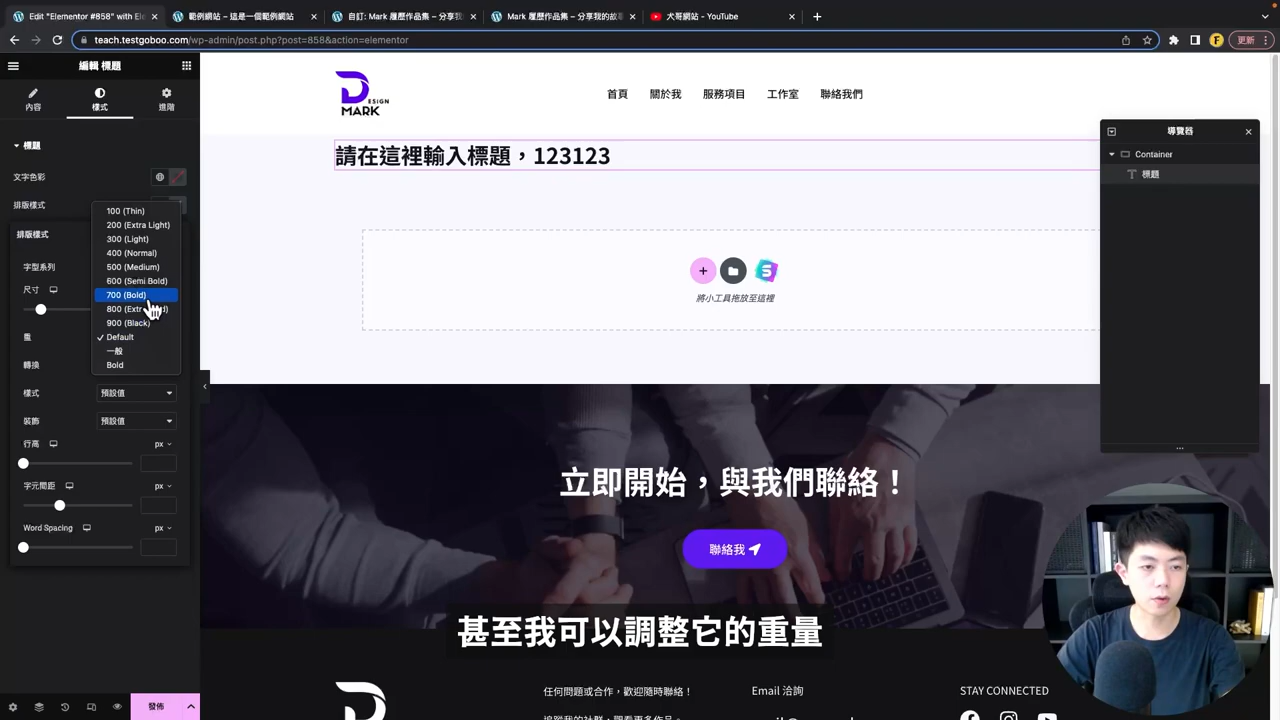 Edit "Elementor #858" with El
範例網站 – 這是一個範例網站
自訂: Mark 履歷作品集 – 分享我
Mark 履歷作品集 – 分享我的故事
犬哥網站 - YouTube
teach.testgoboo.com/wp-admin/post.php?post=858&action=elementor
更新
編輯 標題
內容
樣式
進階
標題
文字色彩
排版樣式
排版樣式
字型系列
尺寸
重
轉換
樣式
預設值
裝飾
預設值
行高
px
字元間距
px
Word Spacing
px
100 (Thin)
200 (Extra Light)
300 (Light)
400 (Normal)
500 (Medium)
600 (Semi Bold)
700 (Bold)
800 (Extra Bold)
900 (Black)
Default
一般
Bold
發佈
DESIGN
MARK
首頁
關於我
服務項目
工作室
聯絡我們
請在這裡輸入標題，123123
將小工具拖放至這裡
導覽器
Container
標題
立即開始，與我們聯絡！
聯絡我
甚至我可以調整它的重量
任何問題或合作，歡迎隨時聯絡！
Email 洽詢
STAY CONNECTED